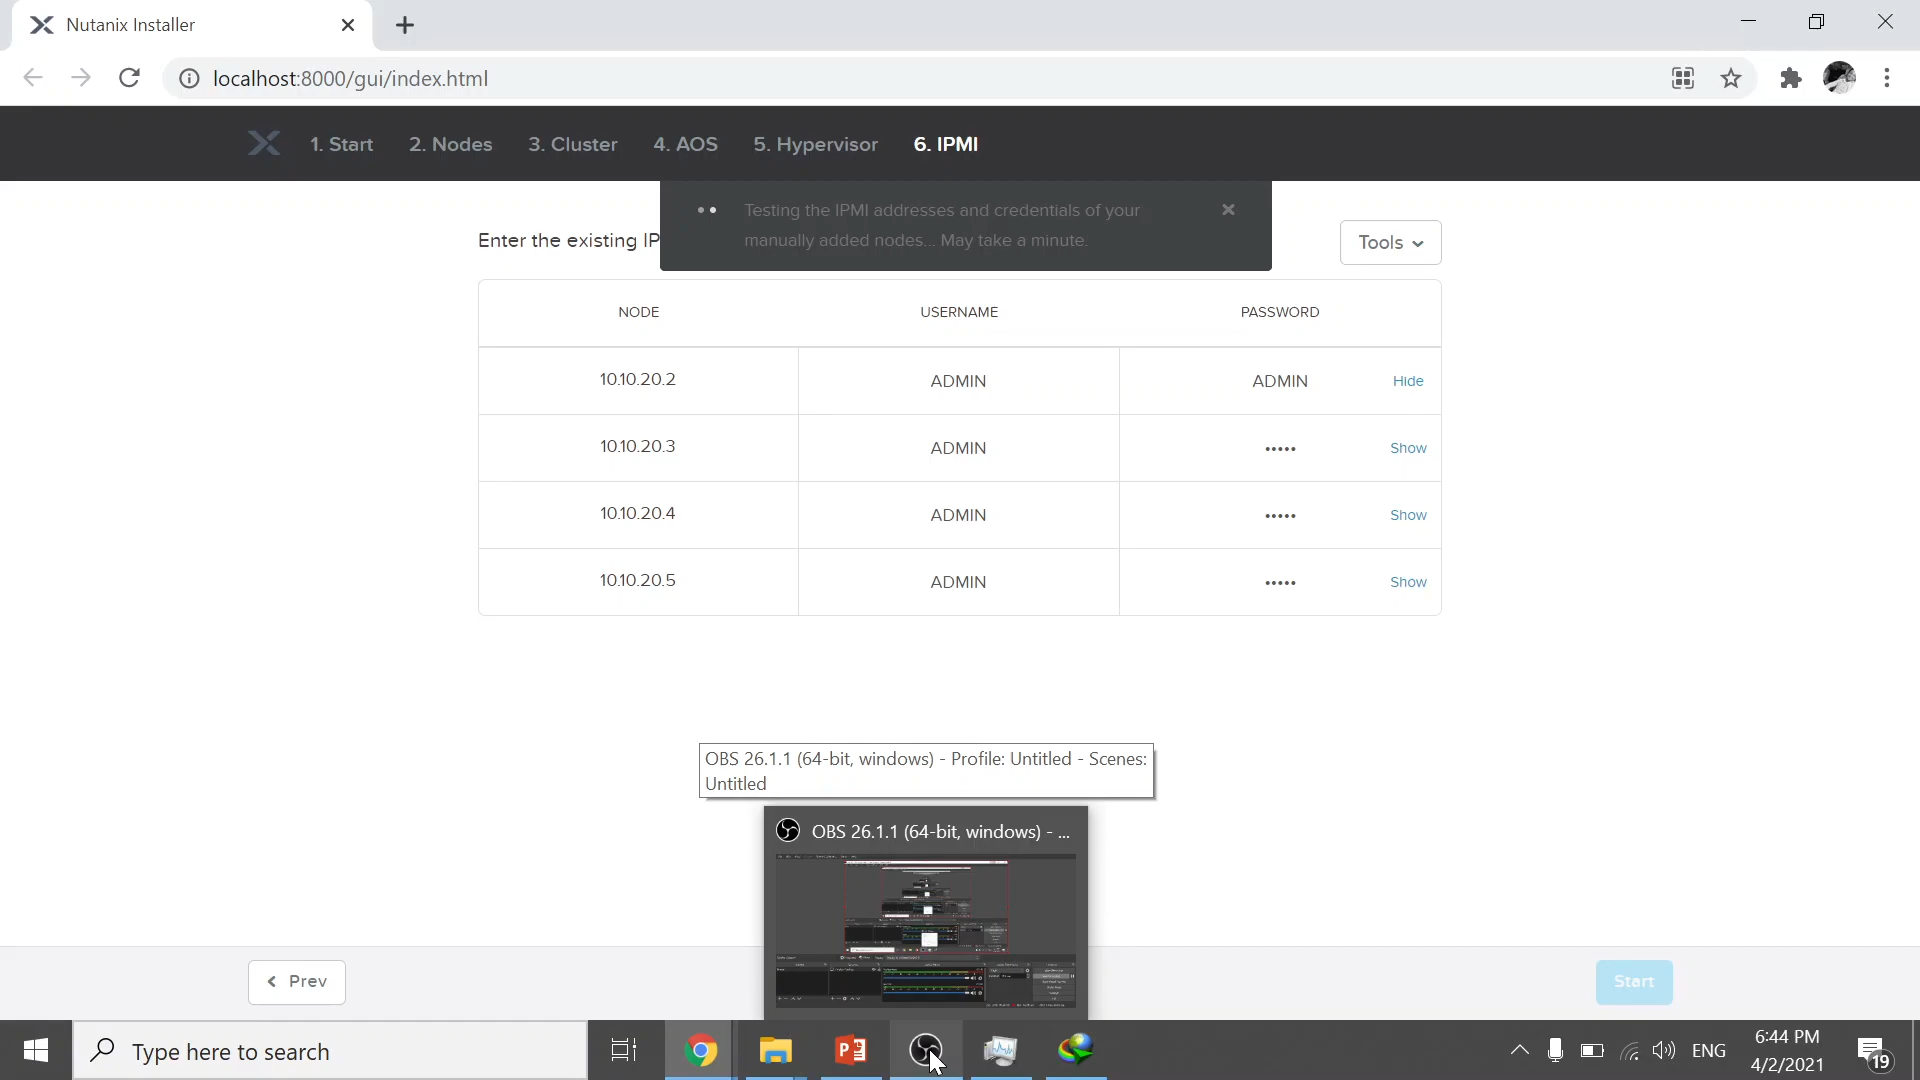 Nutanix Installer
localhost:8000/gui/index.html
1. Start 2. Nodes 3. Cluster 4. AOS 5. Hypervisor 6. IPMI
Testing the IPMI addresses and credentials of your
manually added nodes... May take a minute.
Enter the existing IP
Tools
NODE USERNAME PASSWORD
10.10.20.2 ADMIN ADMIN Hide
10.10.20.3 ADMIN ••••• Show
10.10.20.4 ADMIN ••••• Show
10.10.20.5 ADMIN ••••• Show
OBS 26.1.1 (64-bit, windows) - Profile: Untitled - Scenes:
Untitled
OBS 26.1.1 (64-bit, windows) - ...
Prev
Start
Type here to search
ENG
6:44 PM
4/2/2021
19